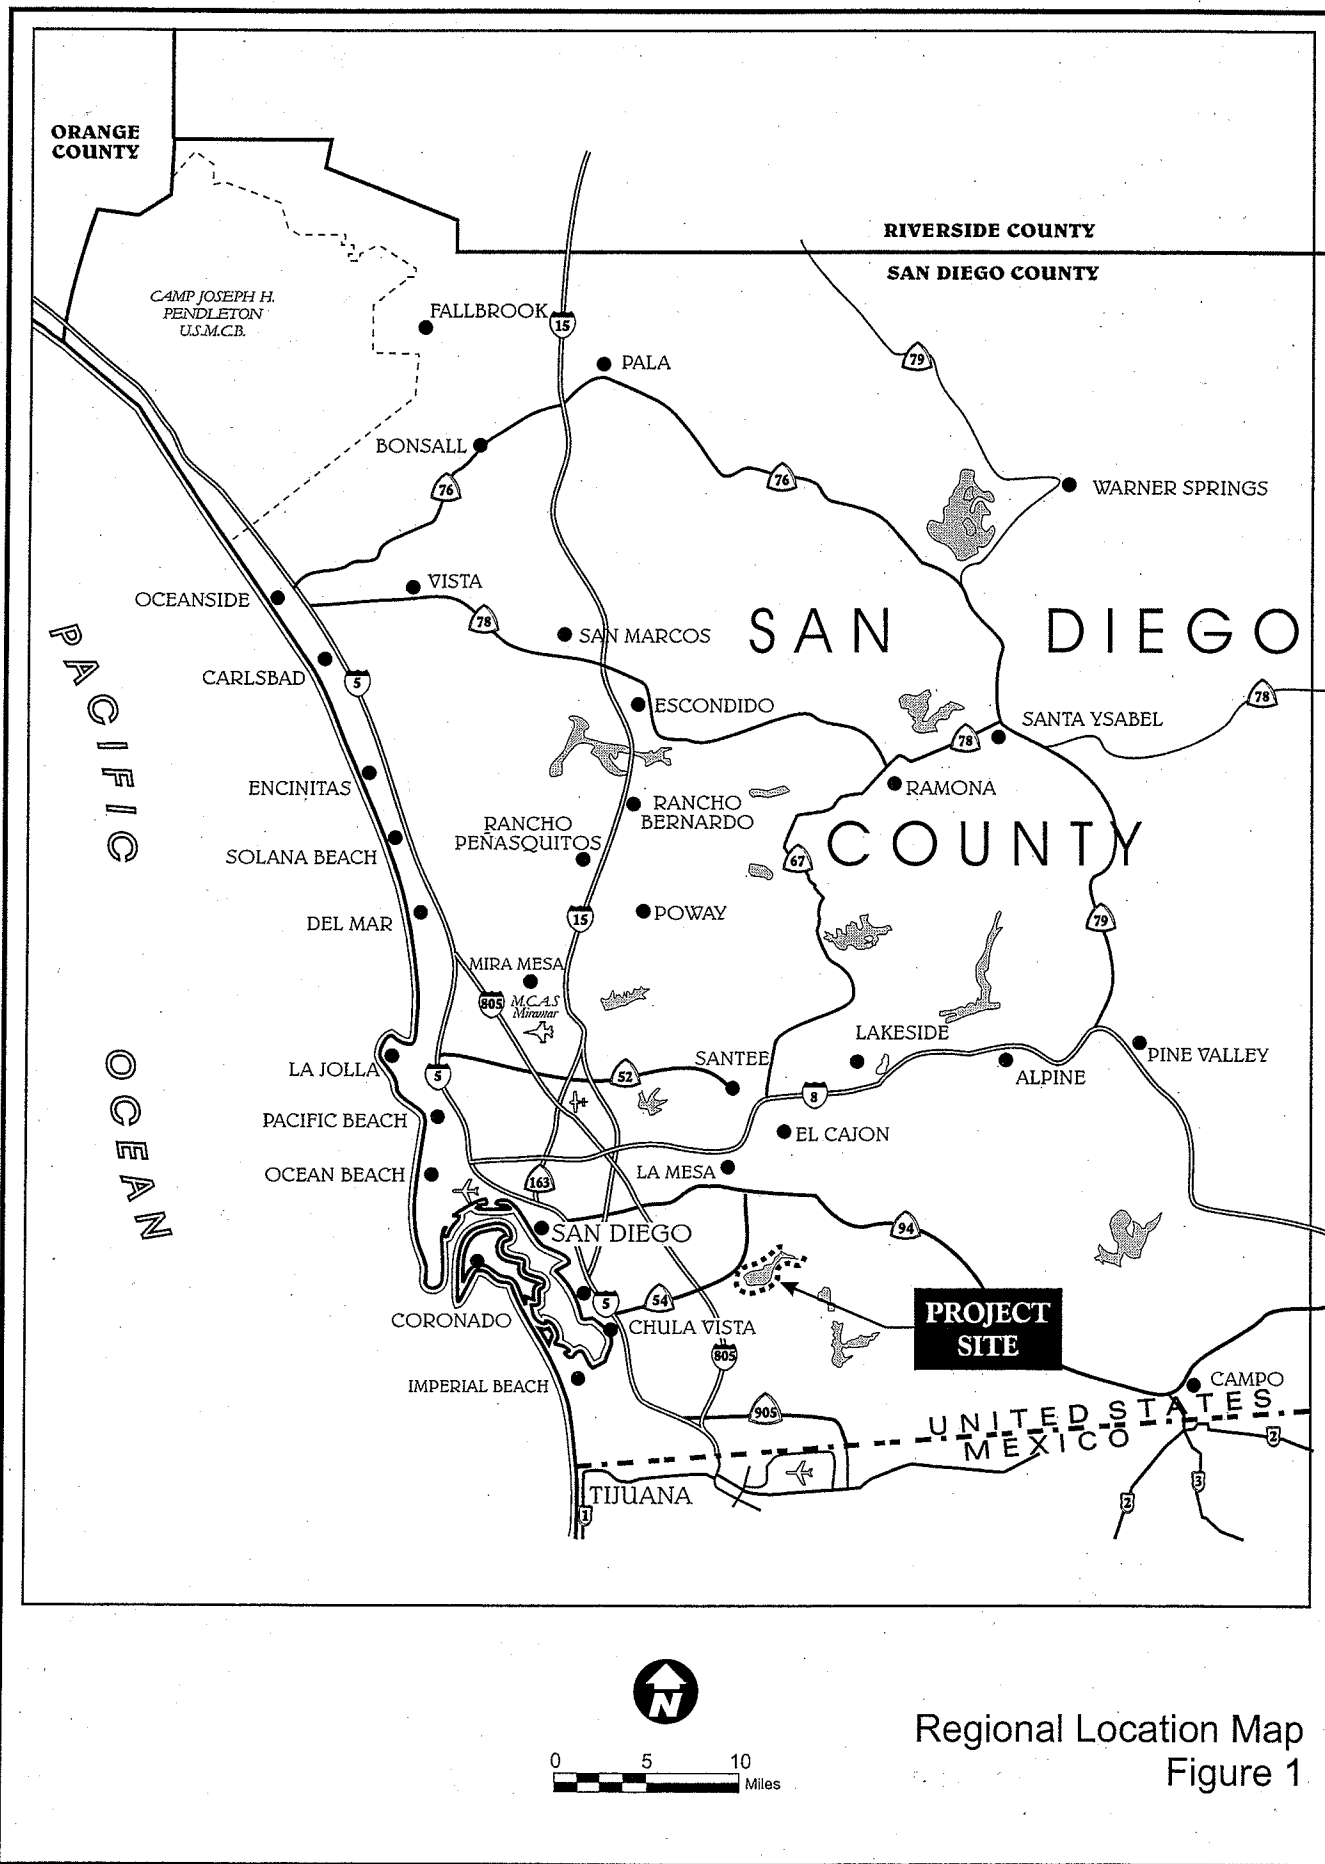 ORANGE
COUNTY
RIVERSIDE COUNTY
SAN DIEGO COUNTY
CAMP JOSEPH H.
PENDLETON
U.S.M.C.B.
FALLBROOK
15
PALA
79
BONSALL
76
76
WARNER SPRINGS
OCEANSIDE
VISTA
78
SAN MARCOS
SAN DIEGO
CARLSBAD
5
ESCONDIDO
78
SANTA YSABEL
78
PACIFIC
ENCINITAS
RAMONA
RANCHO
BERNARDO
RANCHO
PEÑASQUITOS
COUNTY
SOLANA BEACH
67
DEL MAR
15
POWAY
79
MIRA MESA
805
M.C.A.S
Miramar
LAKESIDE
OCEAN
LA JOLLA
5
52
SANTEE
PINE VALLEY
ALPINE
8
PACIFIC BEACH
EL CAJON
OCEAN BEACH
163
LA MESA
SAN DIEGO
94
CORONADO
5
54
CHULA VISTA
PROJECT
SITE
805
IMPERIAL BEACH
CAMPO
905
UNITED STATES
MEXICO
2
TIJUANA
1
2
3
N
0 5 10
Miles
Regional Location Map
Figure 1